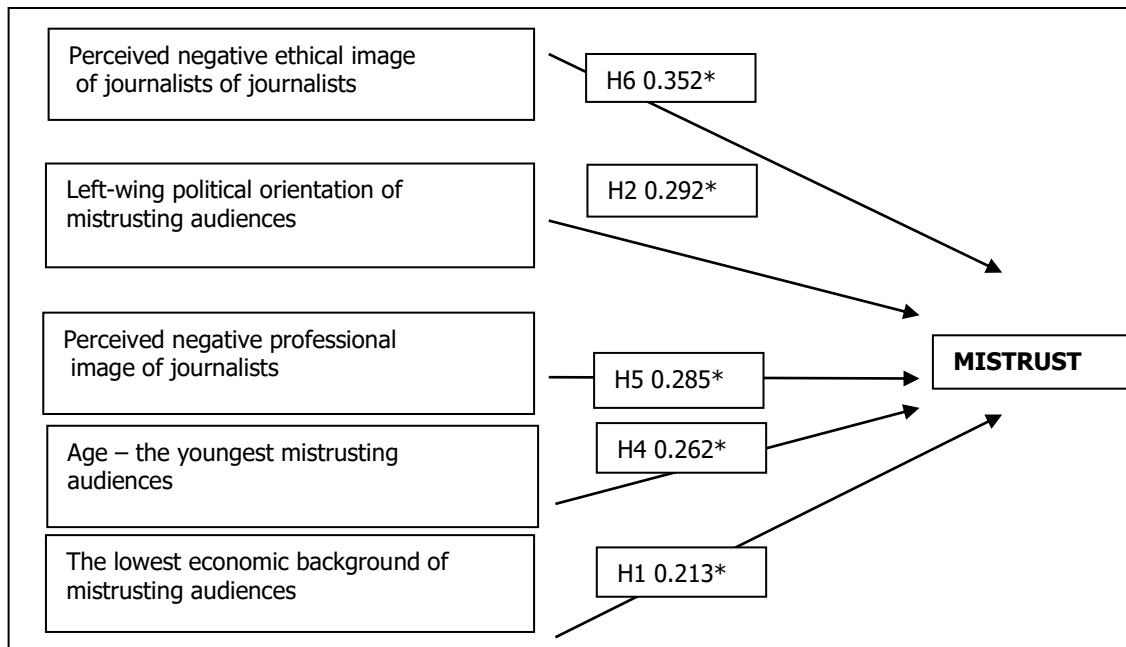 Perceived negative ethical image
of journalists of journalists
H6 0.352*
Left-wing political orientation of
mistrusting audiences
H2 0.292*
Perceived negative professional
image of journalists
H5 0.285*
MISTRUST
Age – the youngest mistrusting
audiences
H4 0.262*
The lowest economic background of
mistrusting audiences
H1 0.213*